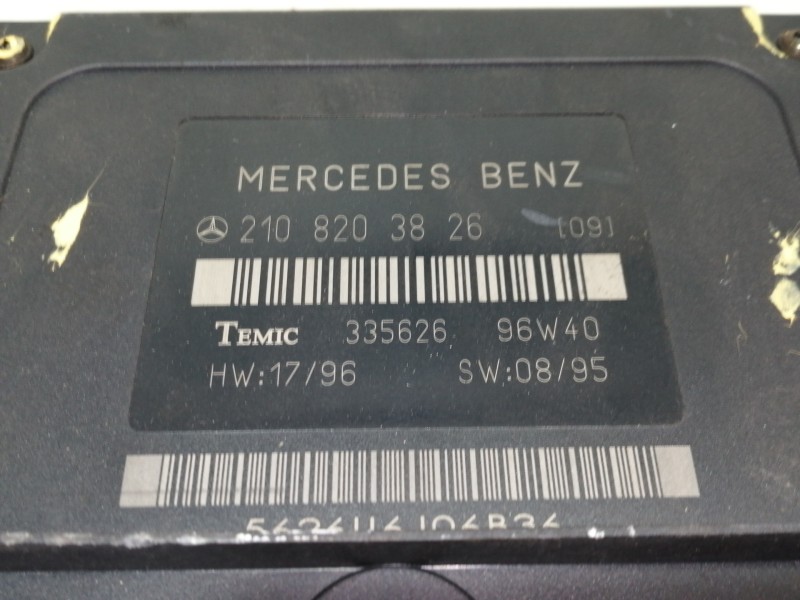 MERCEDES BENZ
210 820 38 26 [09]
TEMIC 335626 96W40
HW:17/96 SW:08/95